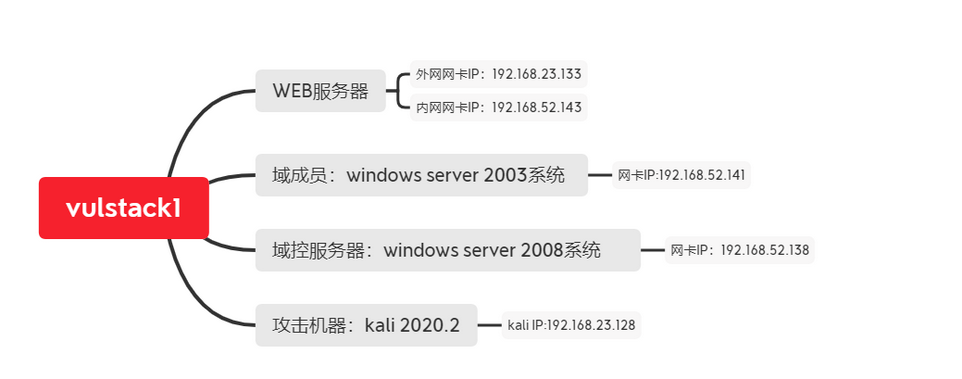 vulstack1
WEB服务器
外网网卡IP：192.168.23.133
内网网卡IP：192.168.52.143
域成员：windows server 2003系统
网卡IP:192.168.52.141
域控服务器：windows server 2008系统
网卡IP：192.168.52.138
攻击机器：kali 2020.2
kali IP:192.168.23.128